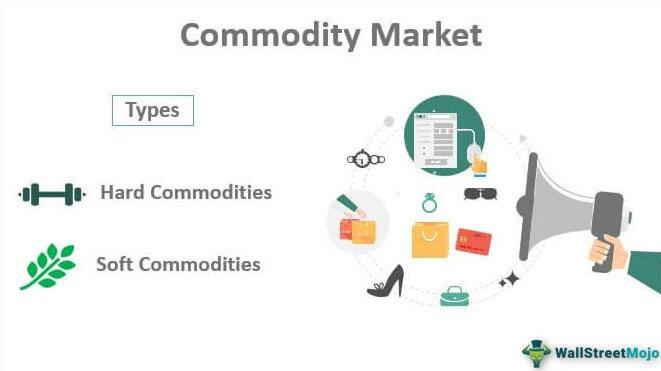 Commodity Market
Types
Hard Commodities
Soft Commodities
WallStreetMojo